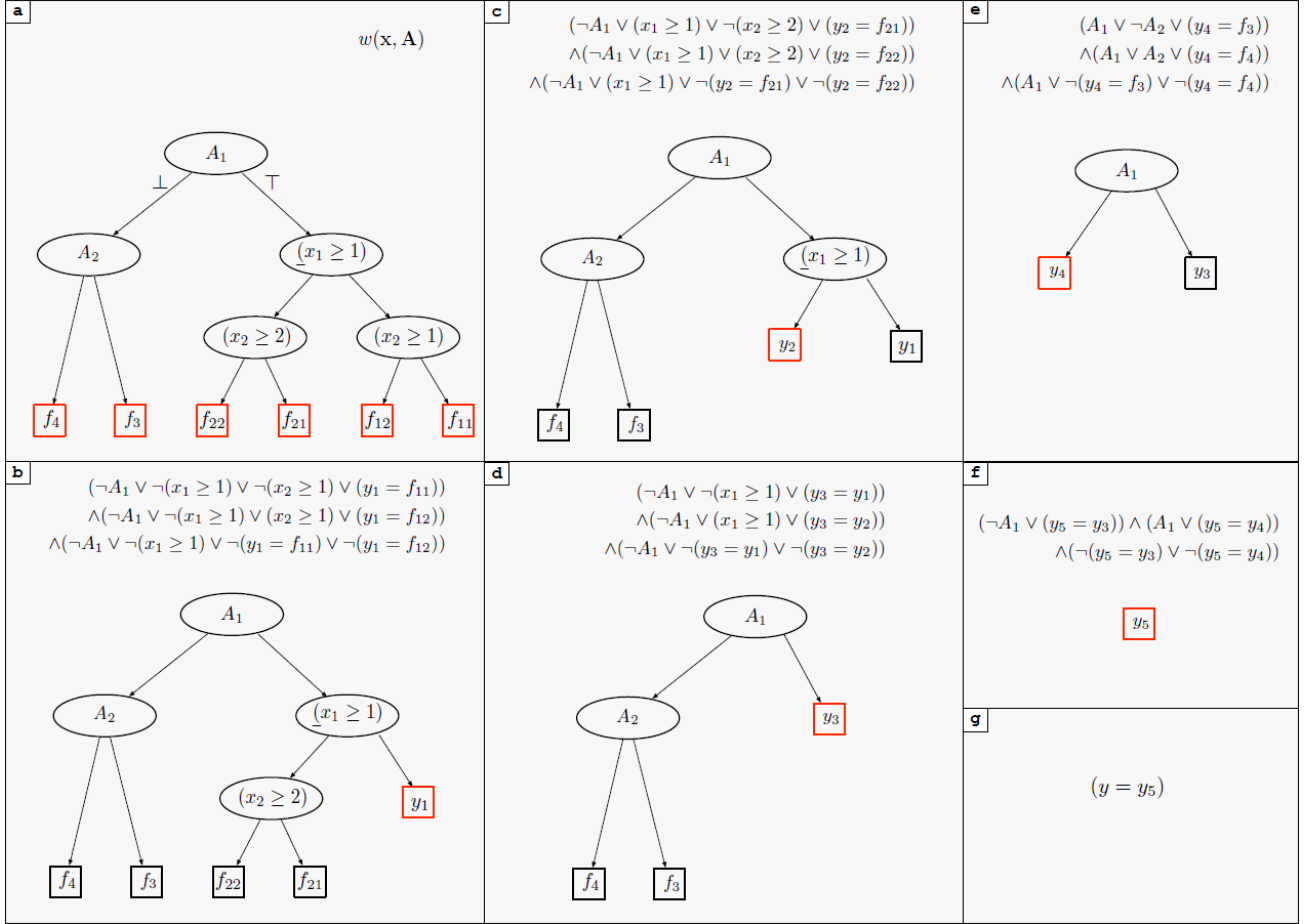 a
w(x, A)
A₁
⊥ ⊤
A₂ (x₁ ≥ 1)
(x₂ ≥ 2) (x₂ ≥ 1)
f₄ f₃ f₂₂ f₂₁ f₁₂ f₁₁
b
(¬A₁ ∨ ¬(x₁ ≥ 1) ∨ ¬(x₂ ≥ 1) ∨ (y₁ = f₁₁))
∧(¬A₁ ∨ ¬(x₁ ≥ 1) ∨ (x₂ ≥ 1) ∨ (y₁ = f₁₂))
∧(¬A₁ ∨ ¬(x₁ ≥ 1) ∨ ¬(y₁ = f₁₁) ∨ ¬(y₁ = f₁₂))
A₁
A₂ (x₁ ≥ 1)
(x₂ ≥ 2) y₁
f₄ f₃ f₂₂ f₂₁
c
(¬A₁ ∨ (x₁ ≥ 1) ∨ ¬(x₂ ≥ 2) ∨ (y₂ = f₂₁))
∧(¬A₁ ∨ (x₁ ≥ 1) ∨ (x₂ ≥ 2) ∨ (y₂ = f₂₂))
∧(¬A₁ ∨ (x₁ ≥ 1) ∨ ¬(y₂ = f₂₁) ∨ ¬(y₂ = f₂₂))
A₁
A₂ (x₁ ≥ 1)
y₂ y₁
f₄ f₃
d
(¬A₁ ∨ ¬(x₁ ≥ 1) ∨ (y₃ = y₁))
∧(¬A₁ ∨ (x₁ ≥ 1) ∨ (y₃ = y₂))
∧(¬A₁ ∨ ¬(y₃ = y₁) ∨ ¬(y₃ = y₂))
A₁
A₂ y₃
f₄ f₃
e
(A₁ ∨ ¬A₂ ∨ (y₄ = f₃))
∧(A₁ ∨ A₂ ∨ (y₄ = f₄))
∧(A₁ ∨ ¬(y₄ = f₃) ∨ ¬(y₄ = f₄))
A₁
y₄ y₃
f
(¬A₁ ∨ (y₅ = y₃)) ∧ (A₁ ∨ (y₅ = y₄))
∧(¬(y₅ = y₃) ∨ ¬(y₅ = y₄))
y₅
g
(y = y₅)